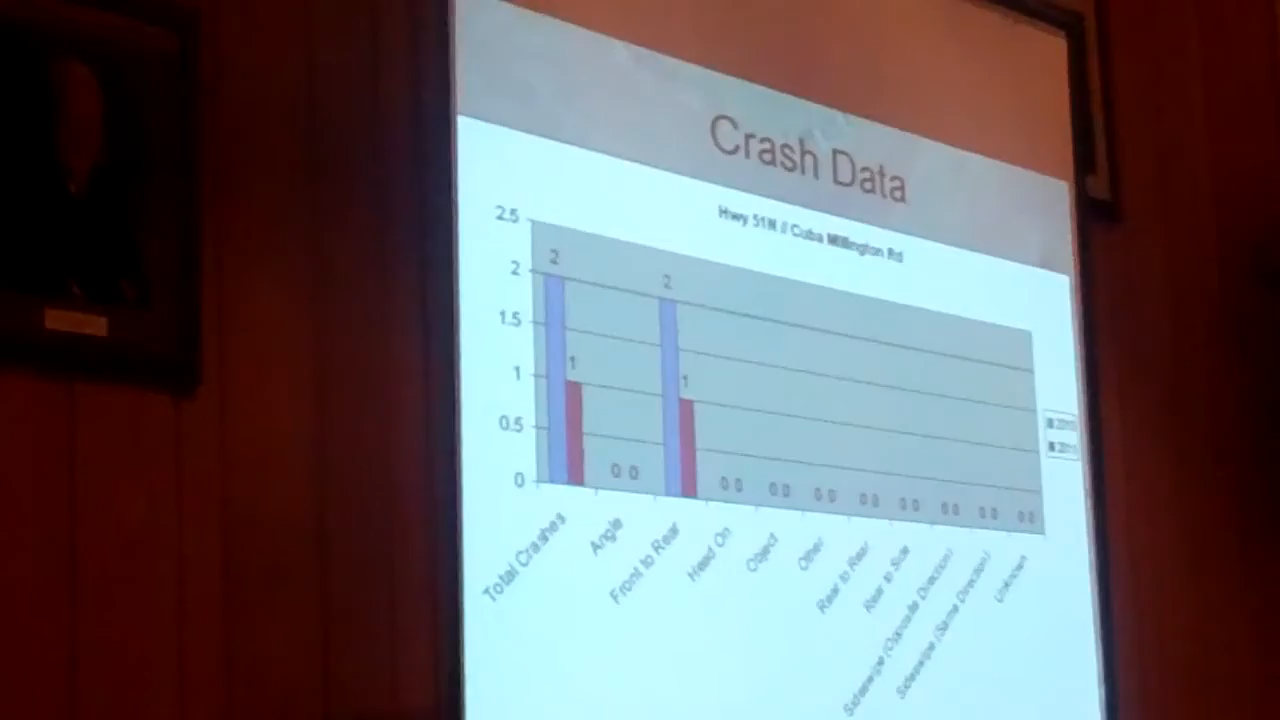 Crash Data
Hwy 51N // Cuba Millington Rd
2.5
2
1.5
1
0.5
0
2
1
0 0
2
1
0 0
0 0
0 0
0 0
0 0
0 0
0 0
0 0
Total Crashes
Angle
Front to Rear
Head On
Object
Other
Rear to Rear
Rear to Side
Sideswipe (Opposite Direction)
Sideswipe (Same Direction)
Unknown
2010
2011